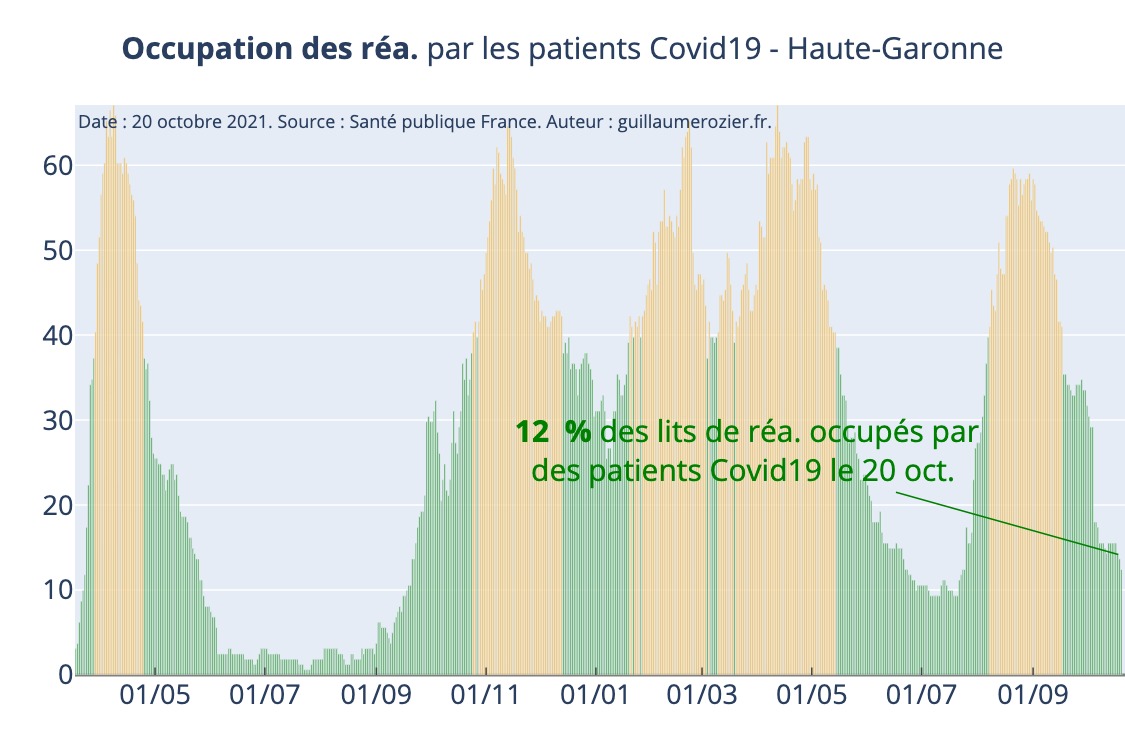 Occupation des réa. par les patients Covid19 - Haute-Garonne
Date : 20 octobre 2021. Source : Santé publique France. Auteur : guillaumerozier.fr.
60
50
40
30
12 % des lits de réa. occupés par
des patients Covid19 le 20 oct.
20
10
0
01/05 01/07 01/09 01/11 01/01 01/03 01/05 01/07 01/09